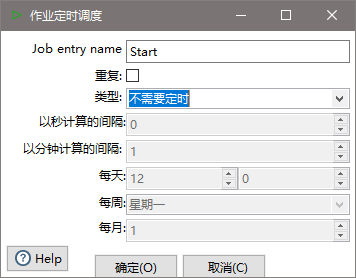 作业定时调度
Job entry name Start
重复:
类型: 不需要定时
以秒计算的间隔: 0
以分钟计算的间隔: 1
每天: 12 0
每周: 星期一
每月: 1
Help
确定(O) 取消(C)